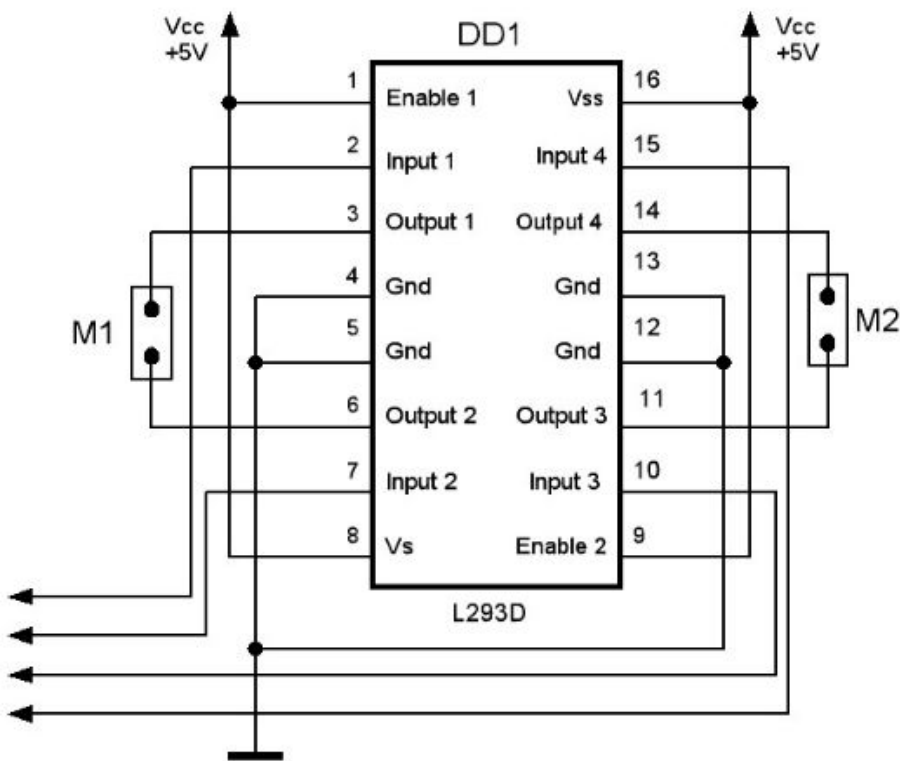 Vcc
+5V
DD1
Vcc
+5V
1
Enable 1
Vss
16
2
Input 1
Input 4
15
3
Output 1
Output 4
14
4
Gnd
Gnd
13
M1
M2
5
Gnd
Gnd
12
6
Output 2
Output 3
11
7
Input 2
Input 3
10
8
Vs
Enable 2
9
L293D